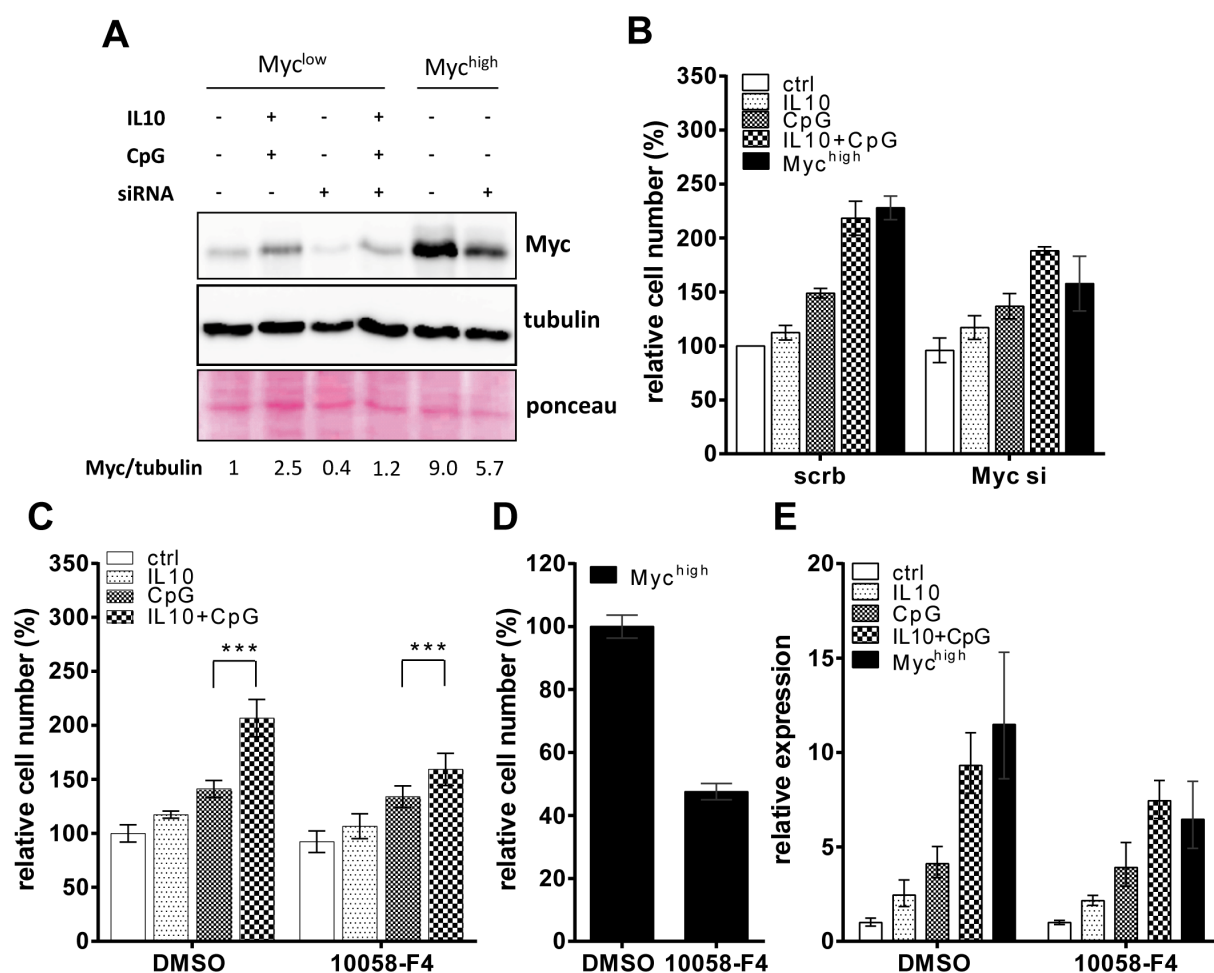 A
Myc^low Myc^high
IL10 - + - + - -
CpG - + - + - -
siRNA - - + + - +
Myc
tubulin
ponceau
Myc/tubulin 1 2.5 0.4 1.2 9.0 5.7
B
relative cell number (%)
350
300
250
200
150
100
50
0
ctrl
IL10
CpG
IL10+CpG
Myc^high
scrb Myc si
C
relative cell number (%)
350
300
250
200
150
100
50
0
ctrl
IL10
CpG
IL10+CpG
*** ***
DMSO 10058-F4
D
relative cell number (%)
120
100
80
60
40
20
0
Myc^high
DMSO 10058-F4
E
relative expression
20
15
10
5
0
ctrl
IL10
CpG
IL10+CpG
Myc^high
DMSO 10058-F4